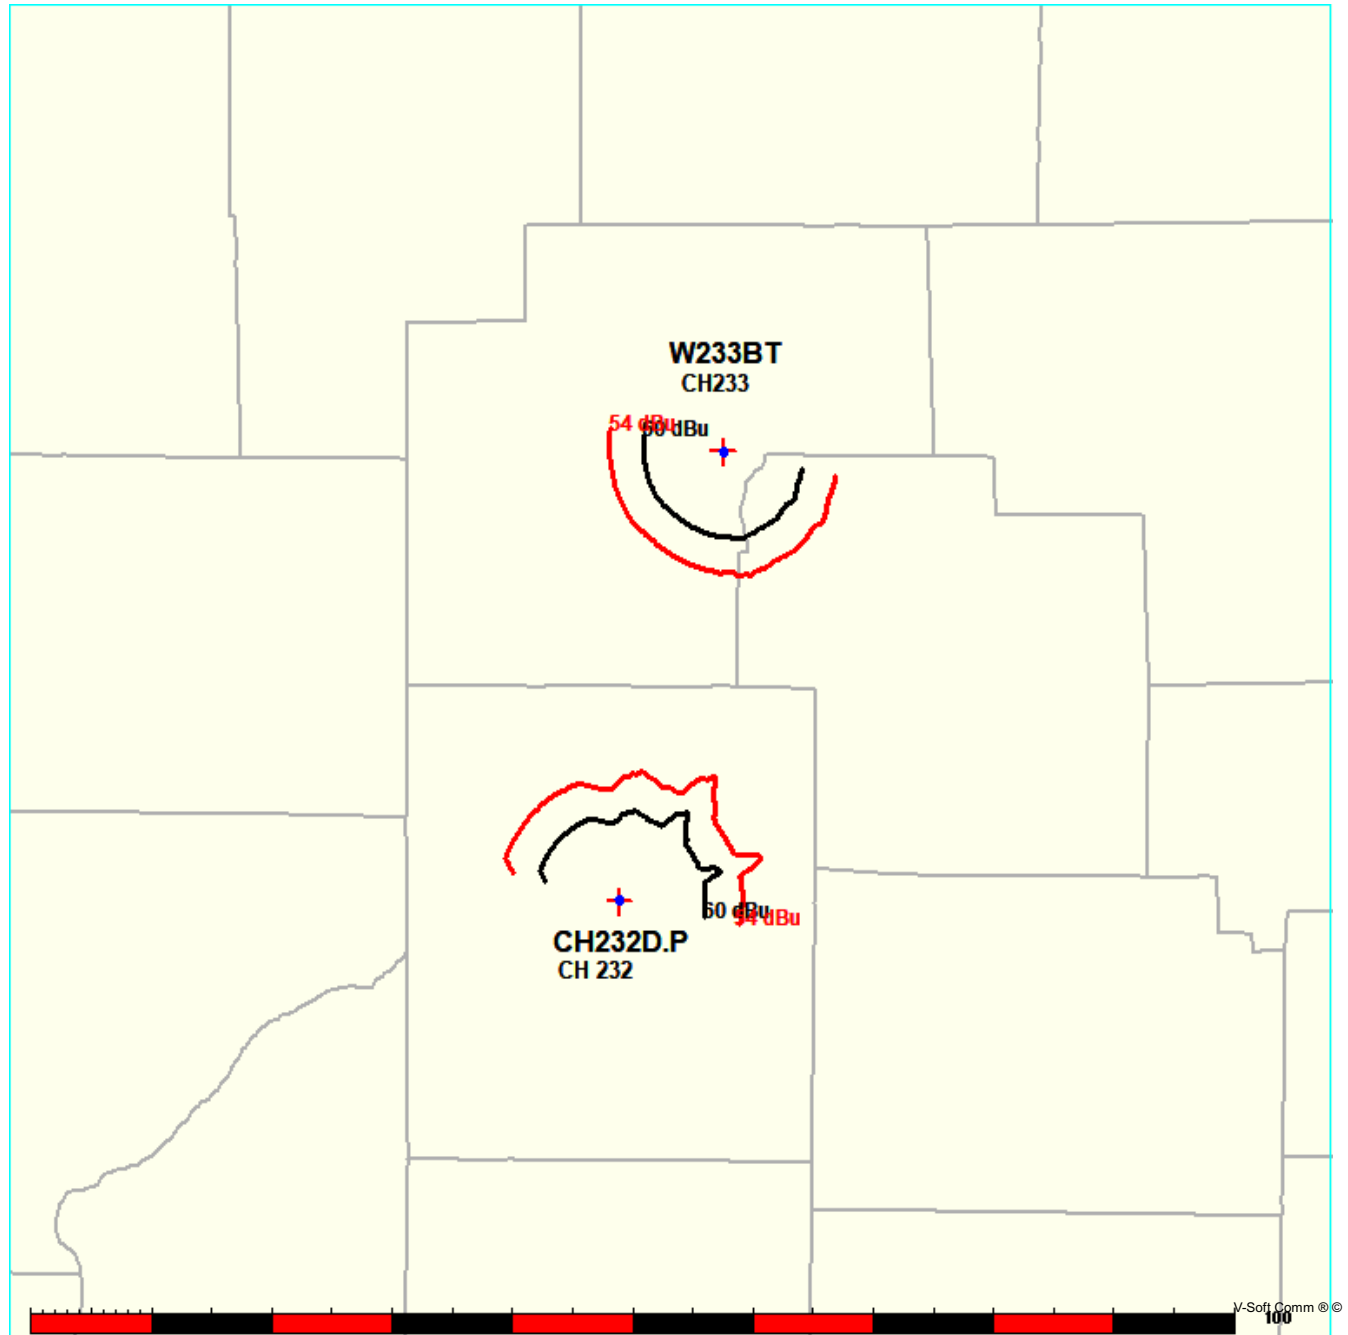 W233BT
CH233
54 dBu
60 dBu
60 dBu
54 dBu
CH232D.P
CH 232
V-Soft Comm ® ©
100